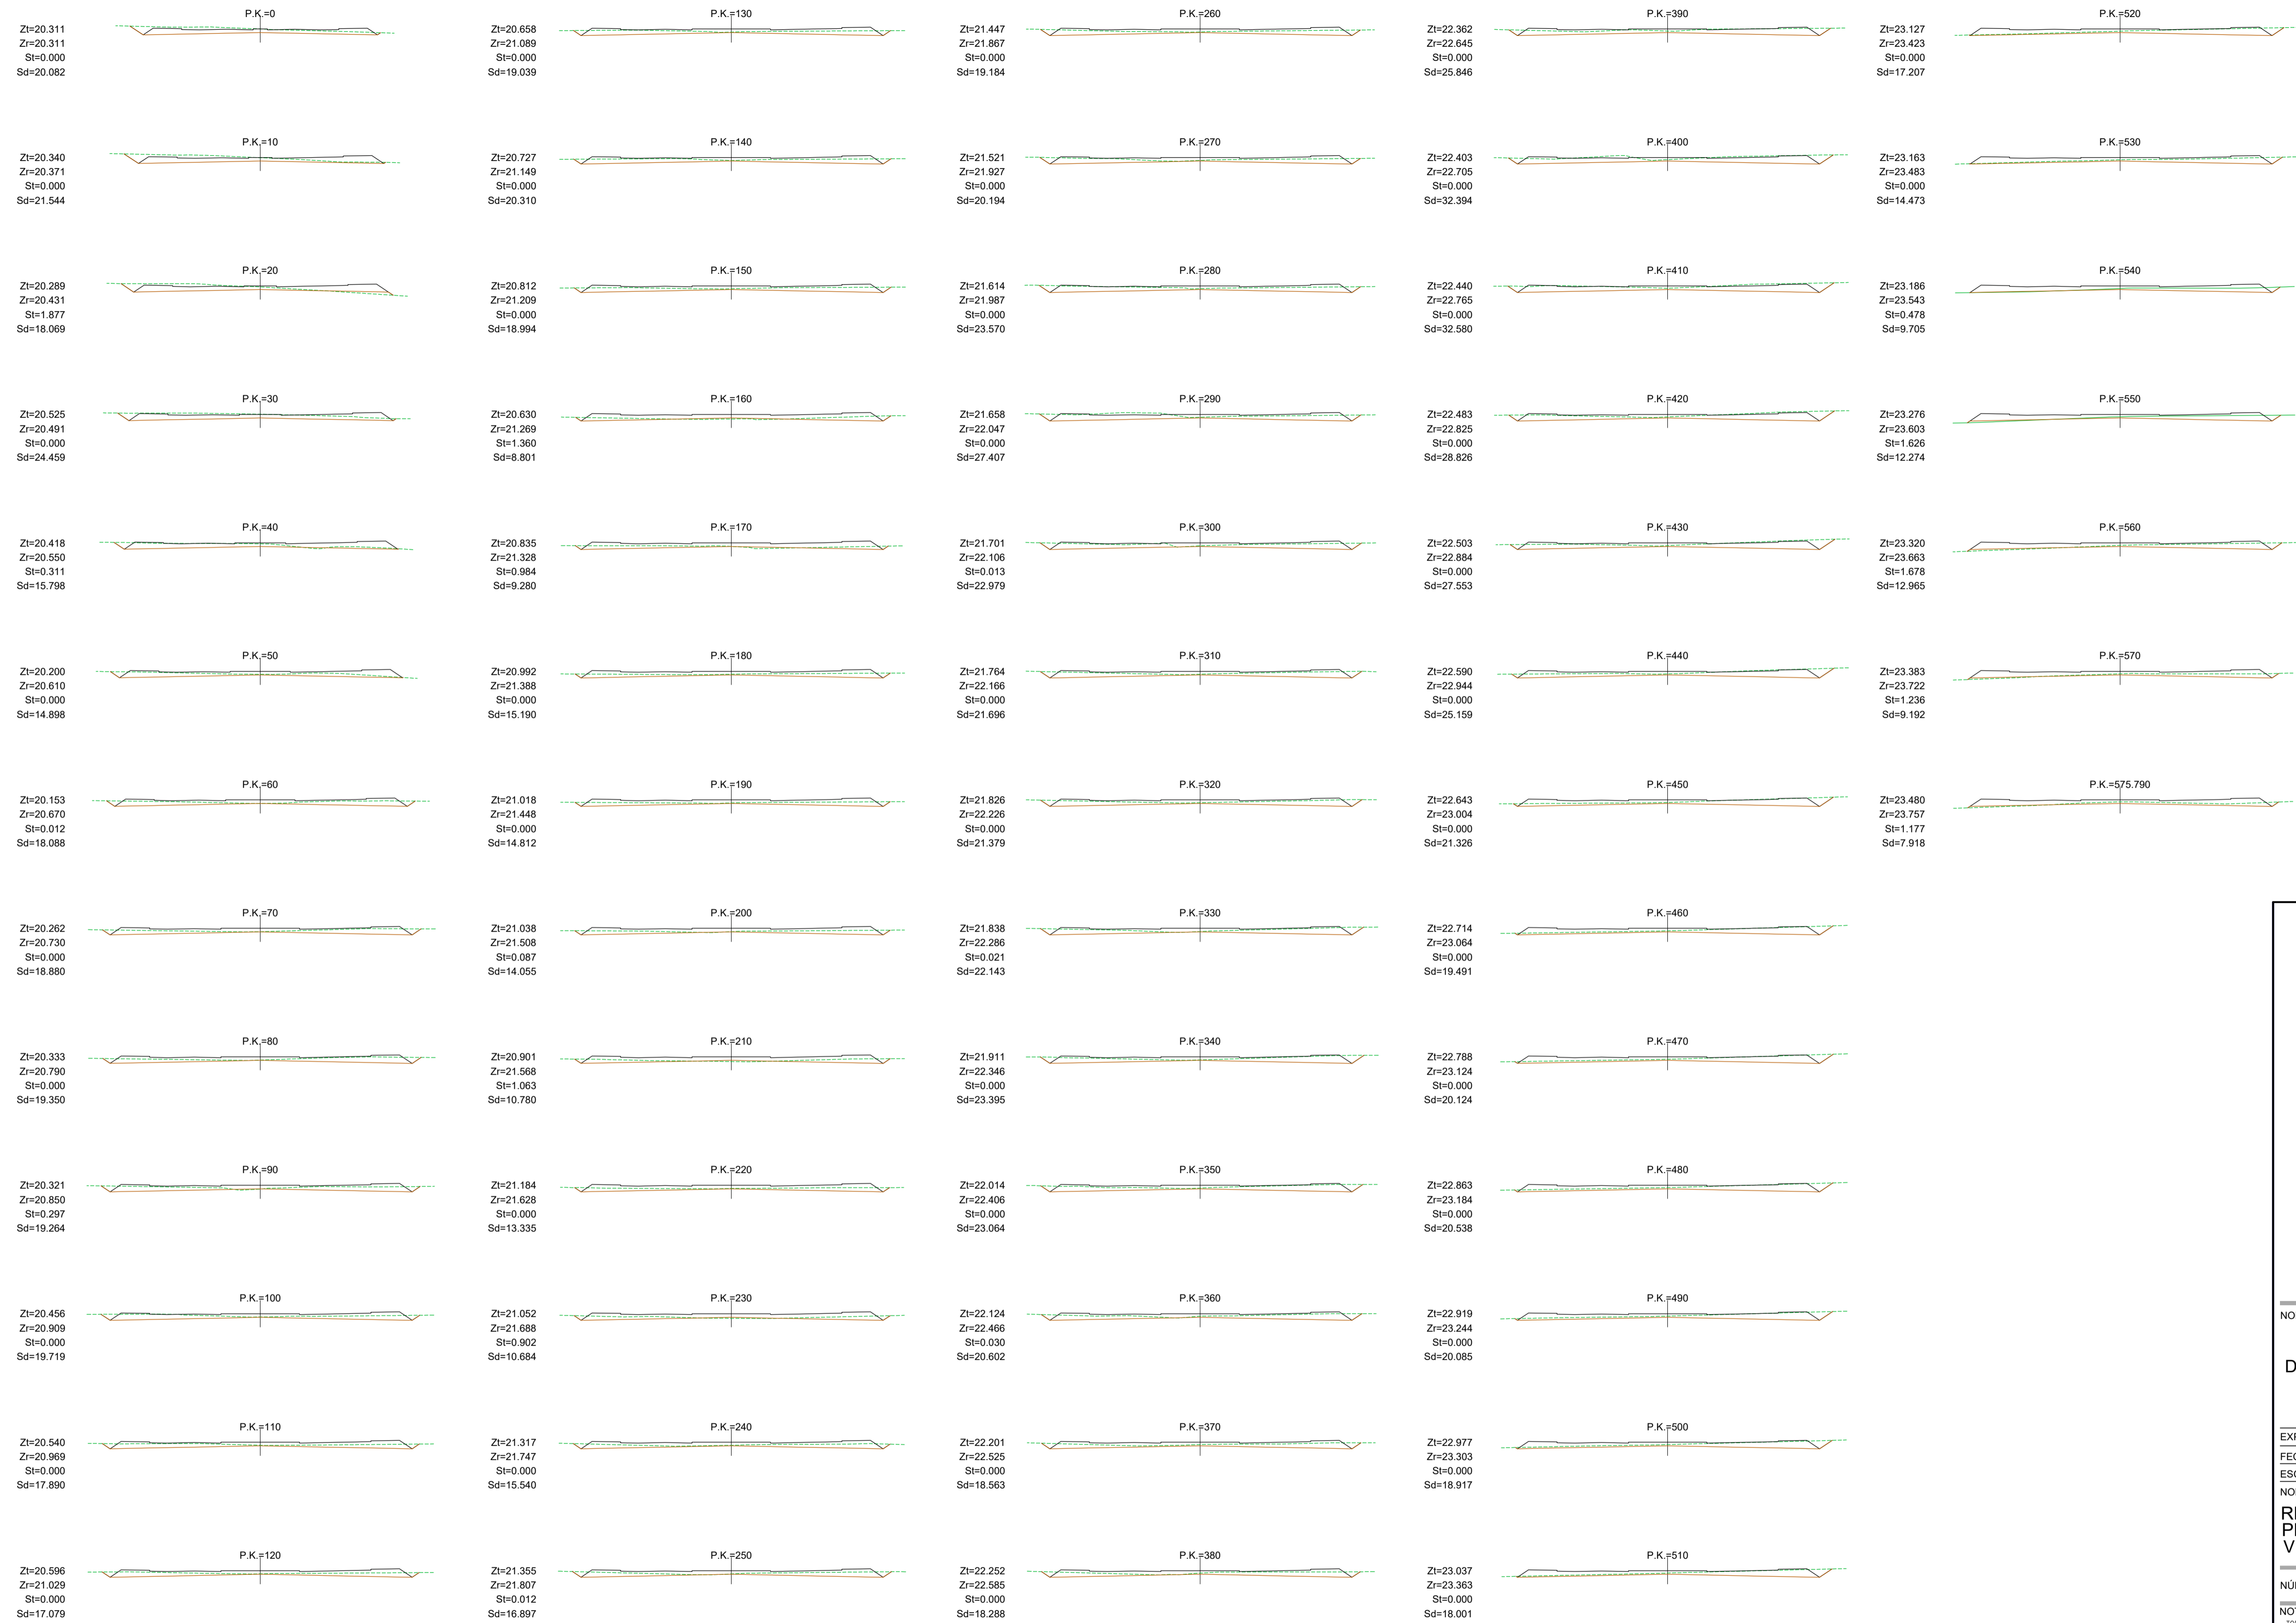 P.K.=0
Zt=20.311
Zr=20.311
St=0.000
Sd=20.082
P.K.=10
Zt=20.340
Zr=20.371
St=0.000
Sd=21.544
P.K.=20
Zt=20.289
Zr=20.431
St=1.877
Sd=18.069
P.K.=30
Zt=20.525
Zr=20.491
St=0.000
Sd=24.459
P.K.=40
Zt=20.418
Zr=20.550
St=0.311
Sd=15.798
P.K.=50
Zt=20.200
Zr=20.610
St=0.000
Sd=14.898
P.K.=60
Zt=20.153
Zr=20.670
St=0.012
Sd=18.088
P.K.=70
Zt=20.262
Zr=20.730
St=0.000
Sd=18.880
P.K.=80
Zt=20.333
Zr=20.790
St=0.000
Sd=19.350
P.K.=90
Zt=20.321
Zr=20.850
St=0.297
Sd=19.264
P.K.=100
Zt=20.456
Zr=20.909
St=0.000
Sd=19.719
P.K.=110
Zt=20.540
Zr=20.969
St=0.000
Sd=17.890
P.K.=120
Zt=20.596
Zr=21.029
St=0.000
Sd=17.079
P.K.=130
Zt=20.658
Zr=21.089
St=0.000
Sd=19.039
P.K.=140
Zt=20.727
Zr=21.149
St=0.000
Sd=20.310
P.K.=150
Zt=20.812
Zr=21.209
St=0.000
Sd=18.994
P.K.=160
Zt=20.630
Zr=21.269
St=1.360
Sd=8.801
P.K.=170
Zt=20.835
Zr=21.328
St=0.984
Sd=9.280
P.K.=180
Zt=20.992
Zr=21.388
St=0.000
Sd=15.190
P.K.=190
Zt=21.018
Zr=21.448
St=0.000
Sd=14.812
P.K.=200
Zt=21.038
Zr=21.508
St=0.087
Sd=14.055
P.K.=210
Zt=20.901
Zr=21.568
St=1.063
Sd=10.780
P.K.=220
Zt=21.184
Zr=21.628
St=0.000
Sd=13.335
P.K.=230
Zt=21.052
Zr=21.688
St=0.902
Sd=10.684
P.K.=240
Zt=21.317
Zr=21.747
St=0.000
Sd=15.540
P.K.=250
Zt=21.355
Zr=21.807
St=0.012
Sd=16.897
P.K.=260
Zt=21.447
Zr=21.867
St=0.000
Sd=19.184
P.K.=270
Zt=21.521
Zr=21.927
St=0.000
Sd=20.194
P.K.=280
Zt=21.614
Zr=21.987
St=0.000
Sd=23.570
P.K.=290
Zt=21.658
Zr=22.047
St=0.000
Sd=27.407
P.K.=300
Zt=21.701
Zr=22.106
St=0.013
Sd=22.979
P.K.=310
Zt=21.764
Zr=22.166
St=0.000
Sd=21.696
P.K.=320
Zt=21.826
Zr=22.226
St=0.000
Sd=21.379
P.K.=330
Zt=21.838
Zr=22.286
St=0.021
Sd=22.143
P.K.=340
Zt=21.911
Zr=22.346
St=0.000
Sd=23.395
P.K.=350
Zt=22.014
Zr=22.406
St=0.000
Sd=23.064
P.K.=360
Zt=22.124
Zr=22.466
St=0.030
Sd=20.602
P.K.=370
Zt=22.201
Zr=22.525
St=0.000
Sd=18.563
P.K.=380
Zt=22.252
Zr=22.585
St=0.000
Sd=18.288
P.K.=390
Zt=22.362
Zr=22.645
St=0.000
Sd=25.846
P.K.=400
Zt=22.403
Zr=22.705
St=0.000
Sd=32.394
P.K.=410
Zt=22.440
Zr=22.765
St=0.000
Sd=32.580
P.K.=420
Zt=22.483
Zr=22.825
St=0.000
Sd=28.826
P.K.=430
Zt=22.503
Zr=22.884
St=0.000
Sd=27.553
P.K.=440
Zt=22.590
Zr=22.944
St=0.000
Sd=25.159
P.K.=450
Zt=22.643
Zr=23.004
St=0.000
Sd=21.326
P.K.=460
Zt=22.714
Zr=23.064
St=0.000
Sd=19.491
P.K.=470
Zt=22.788
Zr=23.124
St=0.000
Sd=20.124
P.K.=480
Zt=22.863
Zr=23.184
St=0.000
Sd=20.538
P.K.=490
Zt=22.919
Zr=23.244
St=0.000
Sd=20.085
P.K.=500
Zt=22.977
Zr=23.303
St=0.000
Sd=18.917
P.K.=510
Zt=23.037
Zr=23.363
St=0.000
Sd=18.001
P.K.=520
Zt=23.127
Zr=23.423
St=0.000
Sd=17.207
P.K.=530
Zt=23.163
Zr=23.483
St=0.000
Sd=14.473
P.K.=540
Zt=23.186
Zr=23.543
St=0.478
Sd=9.705
P.K.=550
Zt=23.276
Zr=23.603
St=1.626
Sd=12.274
P.K.=560
Zt=23.320
Zr=23.663
St=1.678
Sd=12.965
P.K.=570
Zt=23.383
Zr=23.722
St=1.236
Sd=9.192
P.K.=575.790
Zt=23.480
Zr=23.757
St=1.177
Sd=7.918